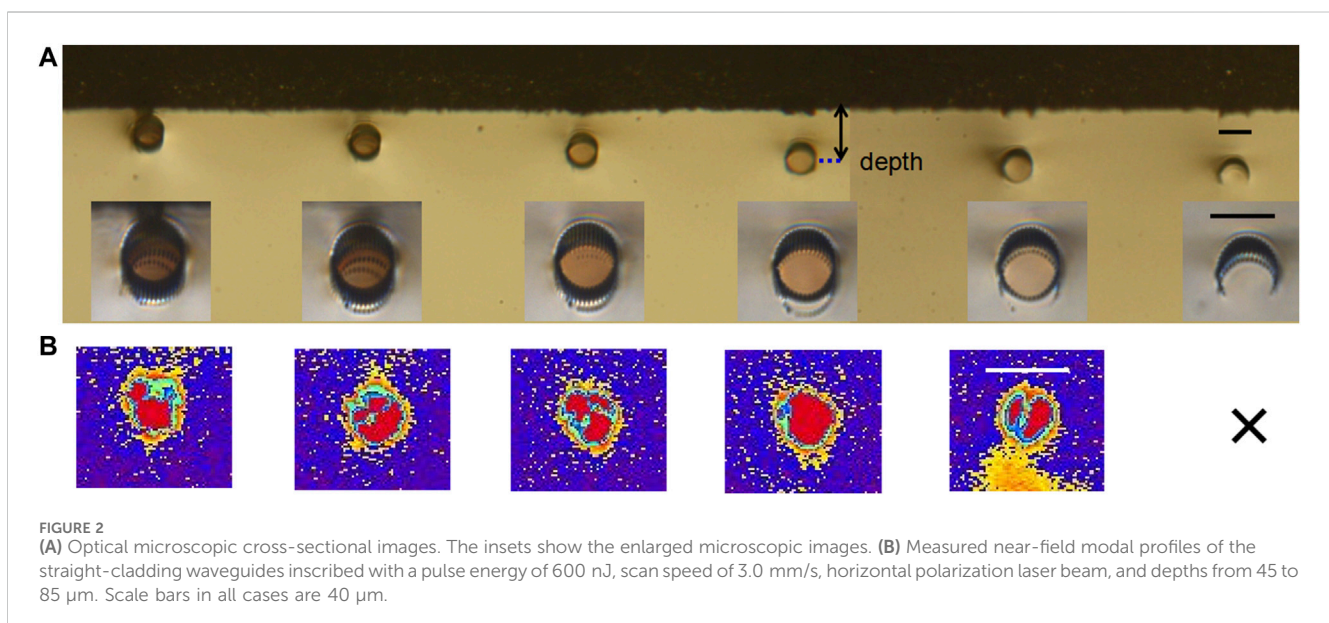 A
depth
B
FIGURE 2
(A) Optical microscopic cross-sectional images. The insets show the enlarged microscopic images. (B) Measured near-field modal profiles of the
straight-cladding waveguides inscribed with a pulse energy of 600 nJ, scan speed of 3.0 mm/s, horizontal polarization laser beam, and depths from 45 to
85 μm. Scale bars in all cases are 40 μm.